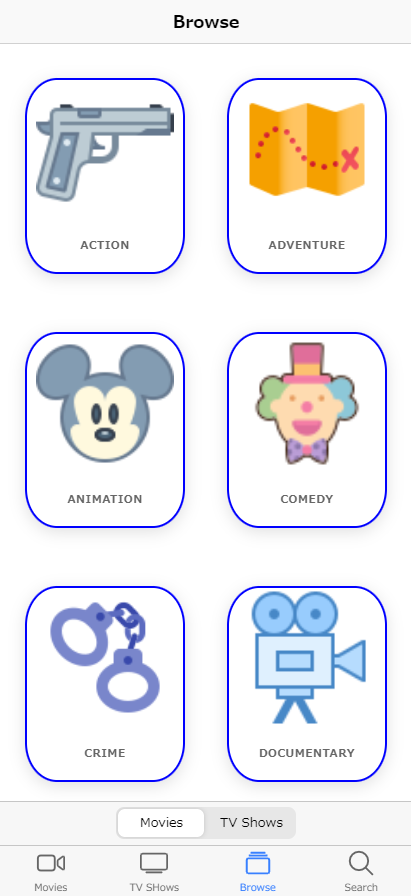 Browse
ACTION
ADVENTURE
ANIMATION
COMEDY
CRIME
DOCUMENTARY
Movies
TV Shows
Movies
TV SHows
Browse
Search